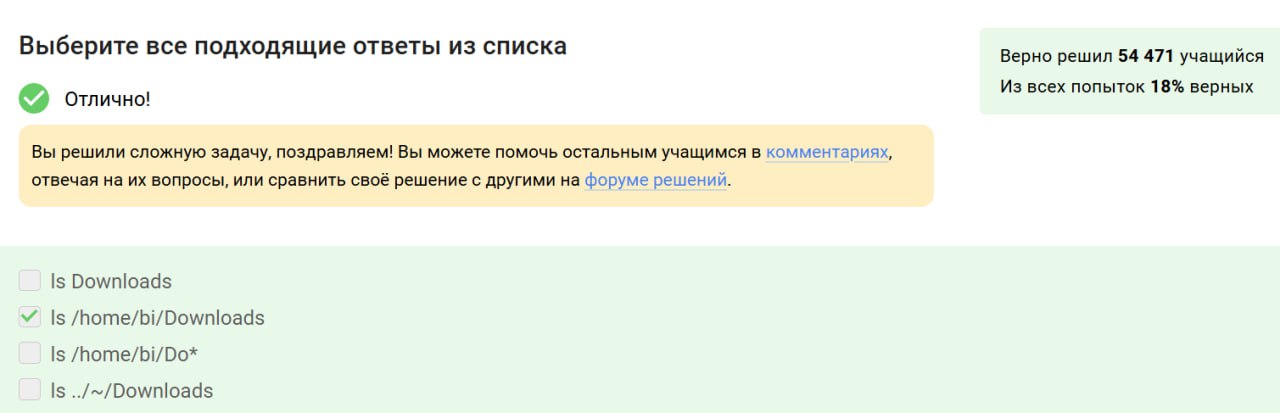 Выберите все подходящие ответы из списка
Верно решил 54 471 учащийся
Из всех попыток 18% верных
Отлично!
Вы решили сложную задачу, поздравляем! Вы можете помочь остальным учащимся в комментариях,
отвечая на их вопросы, или сравнить своё решение с другими на форуме решений.
ls Downloads
ls /home/bi/Downloads
ls /home/bi/Do*
ls ../~/Downloads